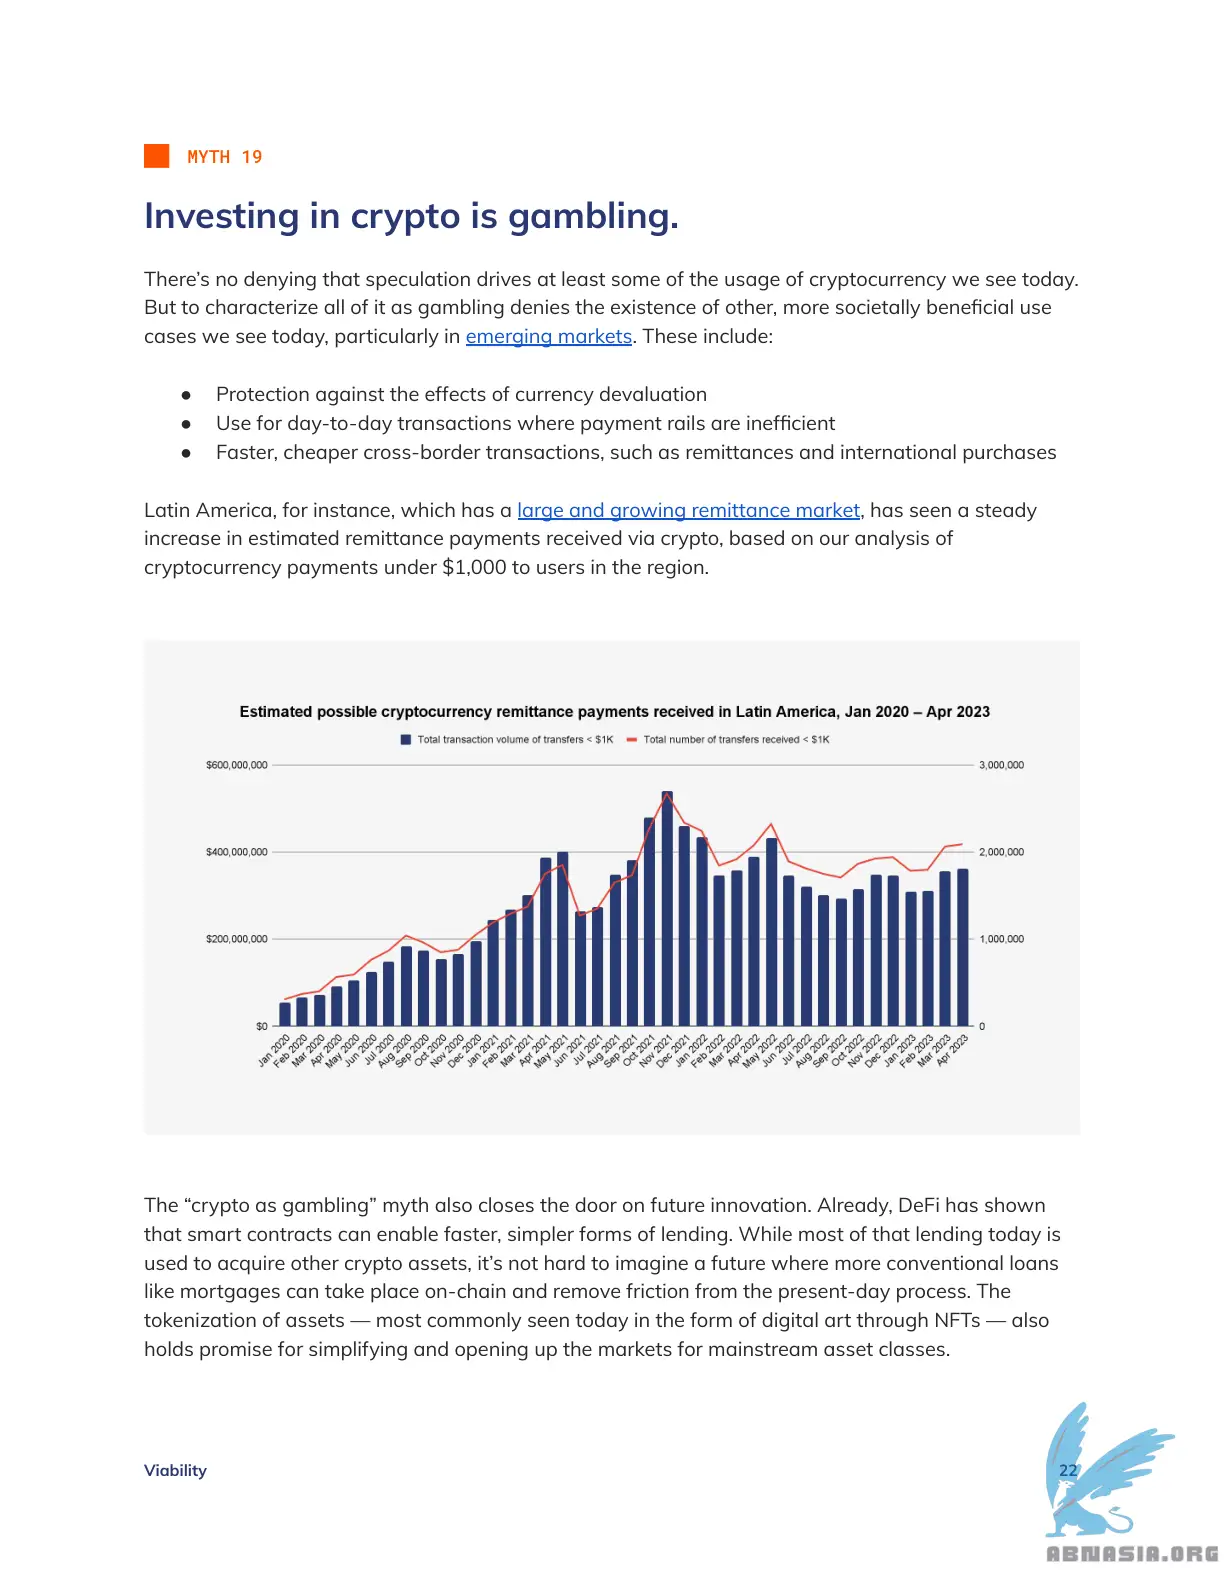 MYTH 19
Investing in crypto is gambling.
There’s no denying that speculation drives at least some of the usage of cryptocurrency we see today.
But to characterize all of it as gambling denies the existence of other, more societally beneficial use
cases we see today, particularly in emerging markets. These include:
● Protection against the effects of currency devaluation
● Use for day-to-day transactions where payment rails are inefficient
● Faster, cheaper cross-border transactions, such as remittances and international purchases
Latin America, for instance, which has a large and growing remittance market, has seen a steady
increase in estimated remittance payments received via crypto, based on our analysis of
cryptocurrency payments under $1,000 to users in the region.
Estimated possible cryptocurrency remittance payments received in Latin America, Jan 2020 – Apr 2023
Total transaction volume of transfers < $1K Total number of transfers received < $1K
$600,000,000 3,000,000
$400,000,000 2,000,000
$200,000,000 1,000,000
$0 0
Jan 2020 Feb 2020 Mar 2020 Apr 2020 May 2020 Jun 2020 Jul 2020 Aug 2020 Sep 2020 Oct 2020 Nov 2020 Dec 2020 Jan 2021 Feb 2021 Mar 2021 Apr 2021 May 2021 Jun 2021 Jul 2021 Aug 2021 Sep 2021 Oct 2021 Nov 2021 Dec 2021 Jan 2022 Feb 2022 Mar 2022 Apr 2022 May 2022 Jun 2022 Jul 2022 Aug 2022 Sep 2022 Oct 2022 Nov 2022 Dec 2022 Jan 2023 Feb 2023 Mar 2023 Apr 2023
The “crypto as gambling” myth also closes the door on future innovation. Already, DeFi has shown
that smart contracts can enable faster, simpler forms of lending. While most of that lending today is
used to acquire other crypto assets, it’s not hard to imagine a future where more conventional loans
like mortgages can take place on-chain and remove friction from the present-day process. The
tokenization of assets — most commonly seen today in the form of digital art through NFTs — also
holds promise for simplifying and opening up the markets for mainstream asset classes.
Viability 22
ABNASIA.ORG